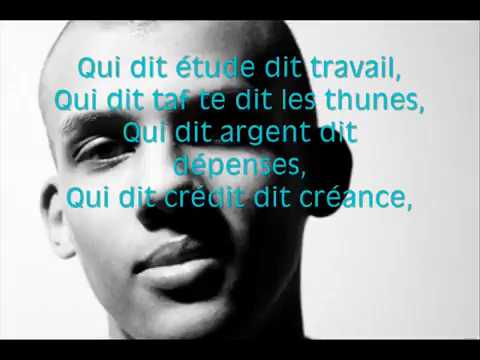 Qui dit étude dit travail,
Qui dit taf te dit les thunes,
Qui dit argent dit
dépenses,
Qui dit crédit dit créance,